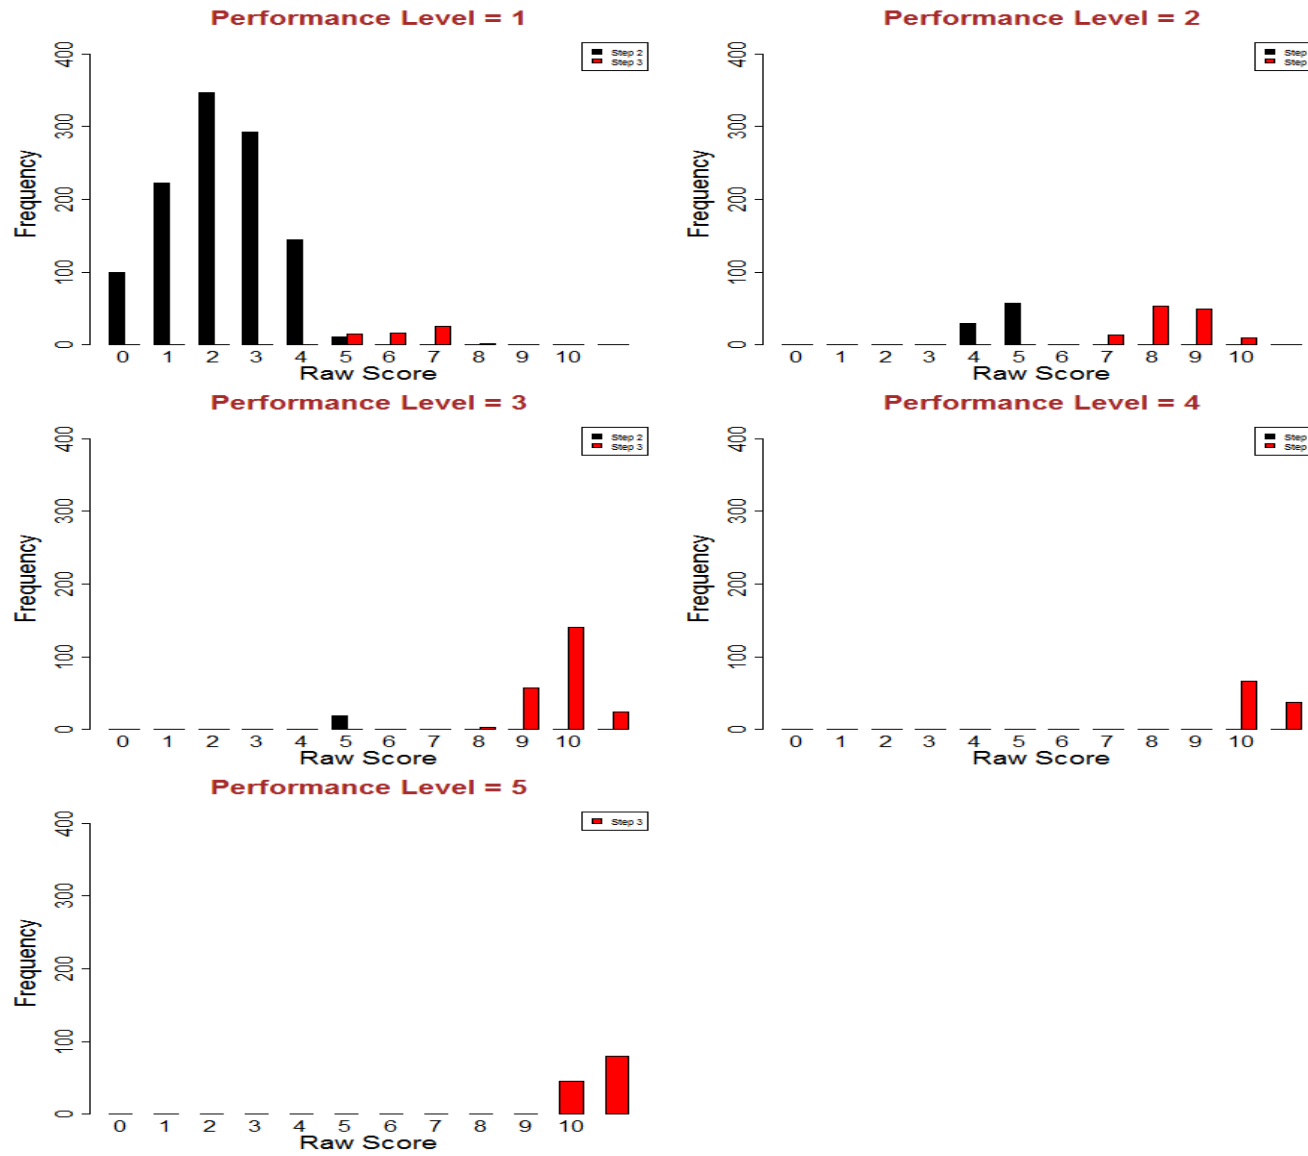 Performance Level = 1
Step 2
Step 3
400
300
200
100
0
Frequency
0 1 2 3 4 5 6 7 8 9 10
Raw Score
Performance Level = 2
Step
Step
400
300
200
100
0
Frequency
0 1 2 3 4 5 6 7 8 9 10
Raw Score
Performance Level = 3
Step 2
Step 3
400
300
200
100
0
Frequency
0 1 2 3 4 5 6 7 8 9 10
Raw Score
Performance Level = 4
Step
Step
400
300
200
100
0
Frequency
0 1 2 3 4 5 6 7 8 9 10
Raw Score
Performance Level = 5
Step 3
400
300
200
100
0
Frequency
0 1 2 3 4 5 6 7 8 9 10
Raw Score